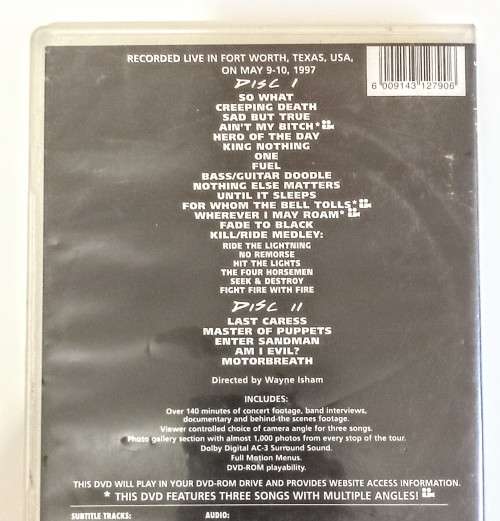 RECORDED LIVE IN FORT WORTH, TEXAS, USA,
ON MAY 9-10, 1997
DISC I
SO WHAT
CREEPING DEATH
SAD BUT TRUE
AIN'T MY BITCH*
HERO OF THE DAY
KING NOTHING
ONE
FUEL
BASS/GUITAR DOODLE
NOTHING ELSE MATTERS
UNTIL IT SLEEPS
FOR WHOM THE BELL TOLLS*
WHEREVER I MAY ROAM*
FADE TO BLACK
KILL/RIDE MEDLEY:
RIDE THE LIGHTNING
NO REMORSE
HIT THE LIGHTS
THE FOUR HORSEMEN
SEEK & DESTROY
FIGHT FIRE WITH FIRE
DISC II
LAST CARESS
MASTER OF PUPPETS
ENTER SANDMAN
AM I EVIL?
MOTORBREATH
Directed by Wayne Isham
INCLUDES:
Over 140 minutes of concert footage, band interviews,
documentary and behind-the-scenes footage.
Viewer controlled choice of camera angle for three songs.
Photo gallery section with almost 1,000 photos from every stop of the tour.
Dolby Digital AC-3 Surround Sound.
Full Motion Menus.
DVD-ROM playability.
THIS DVD WILL PLAY IN YOUR DVD-ROM DRIVE AND PROVIDES WEBSITE ACCESS INFORMATION.
* THIS DVD FEATURES THREE SONGS WITH MULTIPLE ANGLES!
SUBTITLE TRACKS: AUDIO:
6 009143 127906